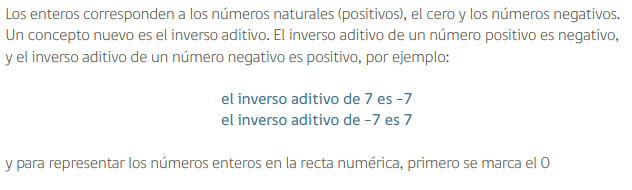 Los enteros corresponden a los números naturales (positivos), el cero y los números negativos.
Un concepto nuevo es el inverso aditivo. El inverso aditivo de un número positivo es negativo,
y el inverso aditivo de un número negativo es positivo, por ejemplo:
el inverso aditivo de 7 es -7
el inverso aditivo de -7 es 7
y para representar los números enteros en la recta numérica, primero se marca el 0